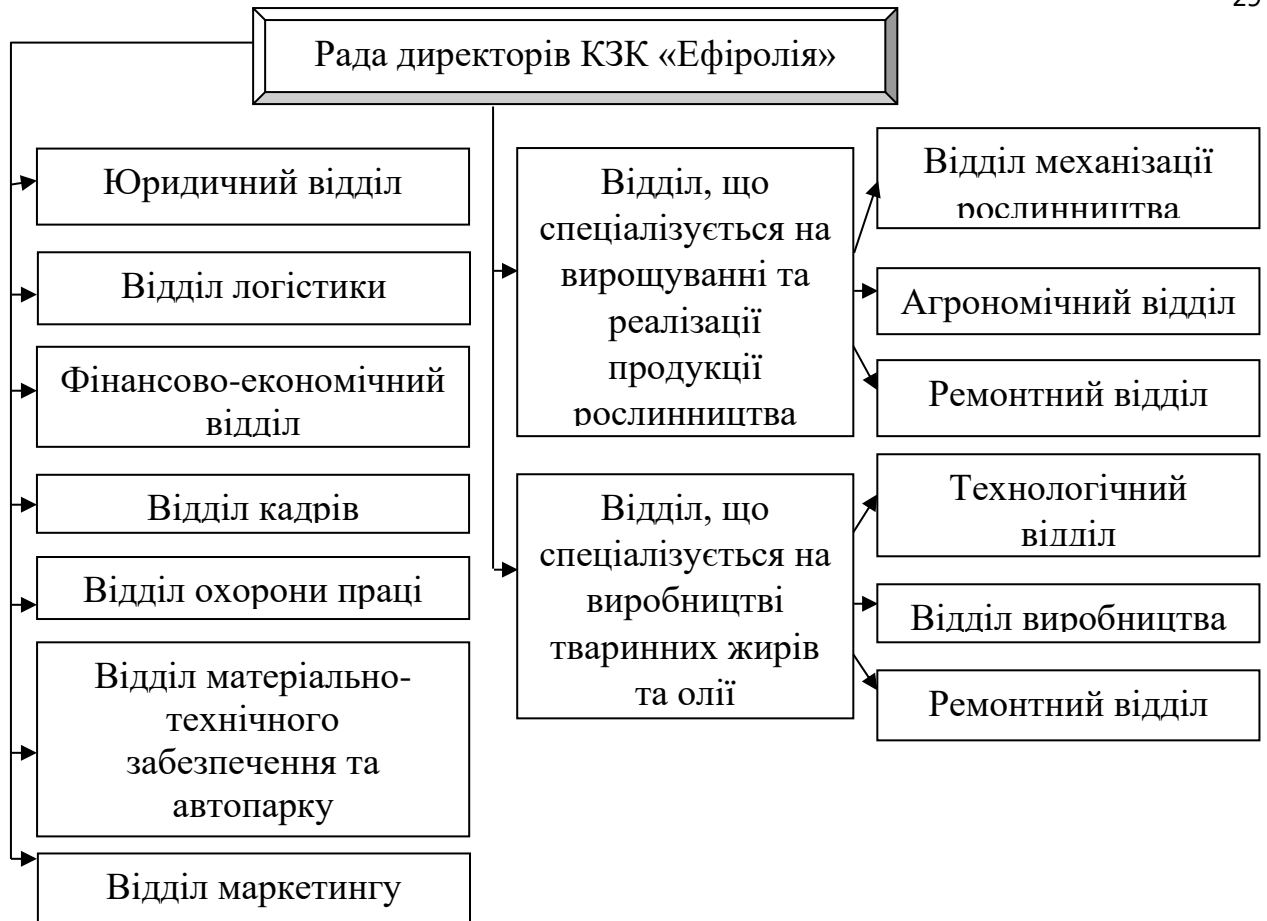 Рада директорів КЗК «Ефіролія»
Юридичний відділ
Відділ логістики
Фінансово-економічний
відділ
Відділ кадрів
Відділ охорони праці
Відділ матеріально-
технічного
забезпечення та
автопарку
Відділ маркетингу
Відділ, що
спеціалізується на
вирощуванні та
реалізації
продукції
рослинництва
Відділ, що
спеціалізується на
виробництві
тваринних жирів
та олії
Відділ механізації
рослинництва
Агрономічний відділ
Ремонтний відділ
Технологічний
відділ
Відділ виробництва
Ремонтний відділ